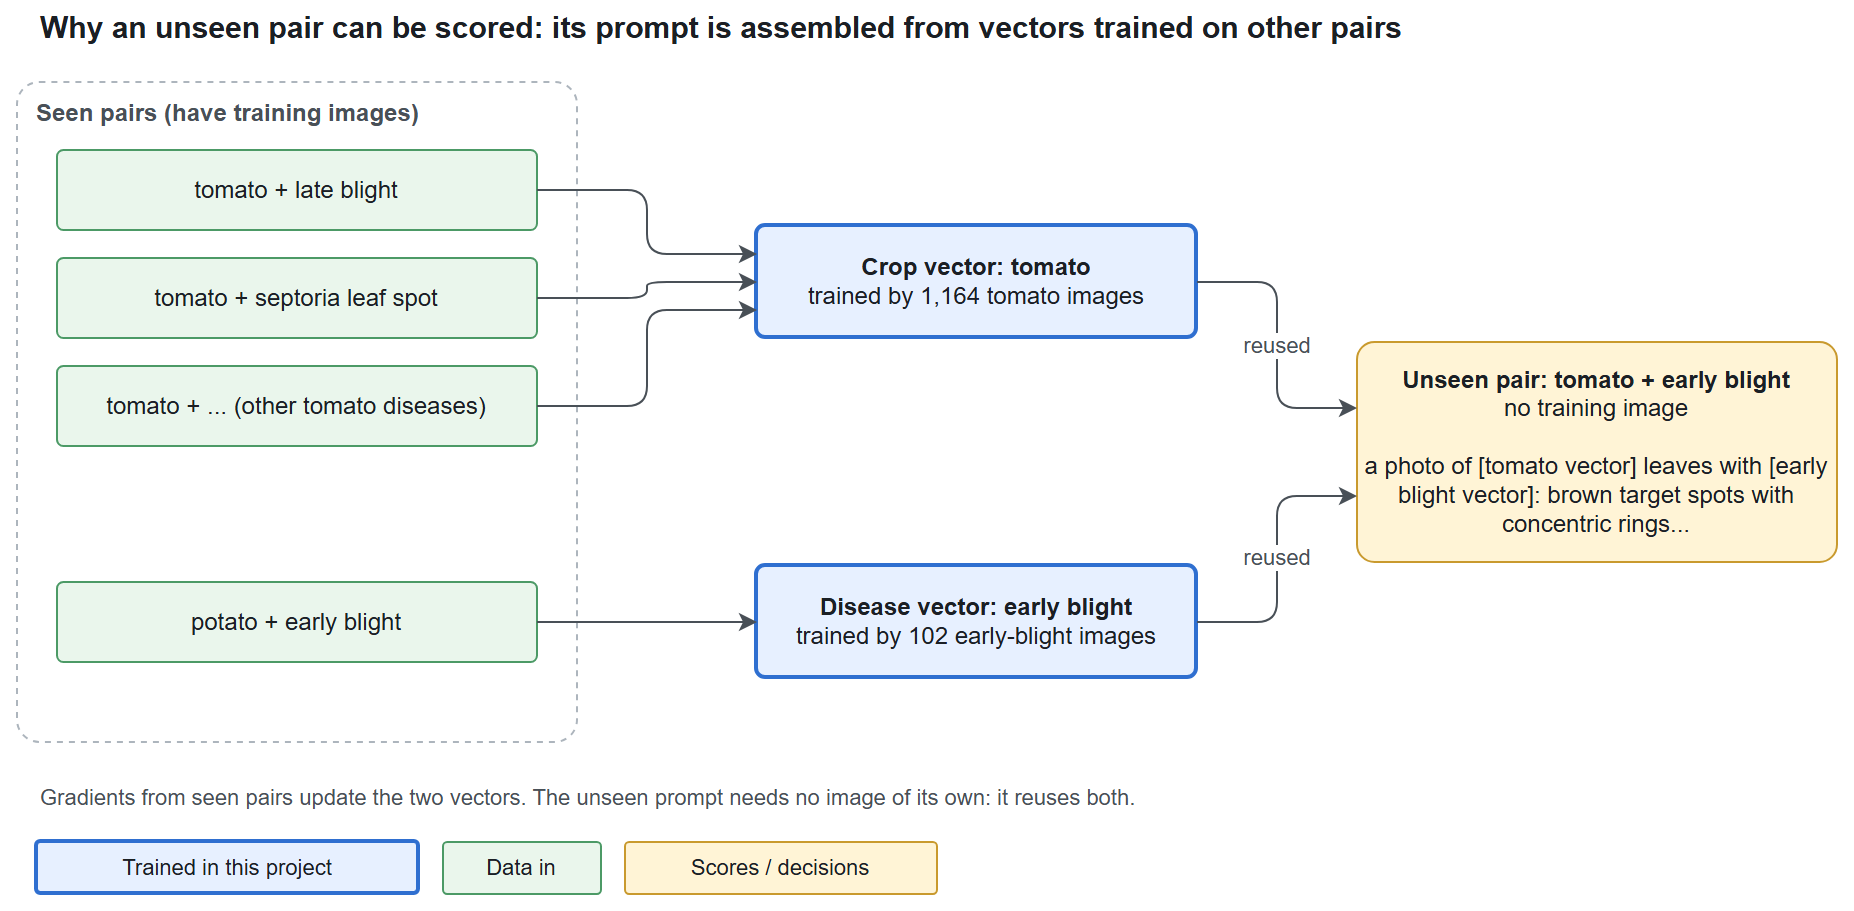 Why an unseen pair can be scored: its prompt is assembled from vectors trained on other pairs
Seen pairs (have training images)
tomato + late blight
tomato + septoria leaf spot
tomato + ... (other tomato diseases)
potato + early blight
Crop vector: tomato
trained by 1,164 tomato images
Disease vector: early blight
trained by 102 early-blight images
reused
reused
Unseen pair: tomato + early blight
no training image
a photo of [tomato vector] leaves with [early
blight vector]: brown target spots with
concentric rings...
Gradients from seen pairs update the two vectors. The unseen prompt needs no image of its own: it reuses both.
Trained in this project
Data in
Scores / decisions